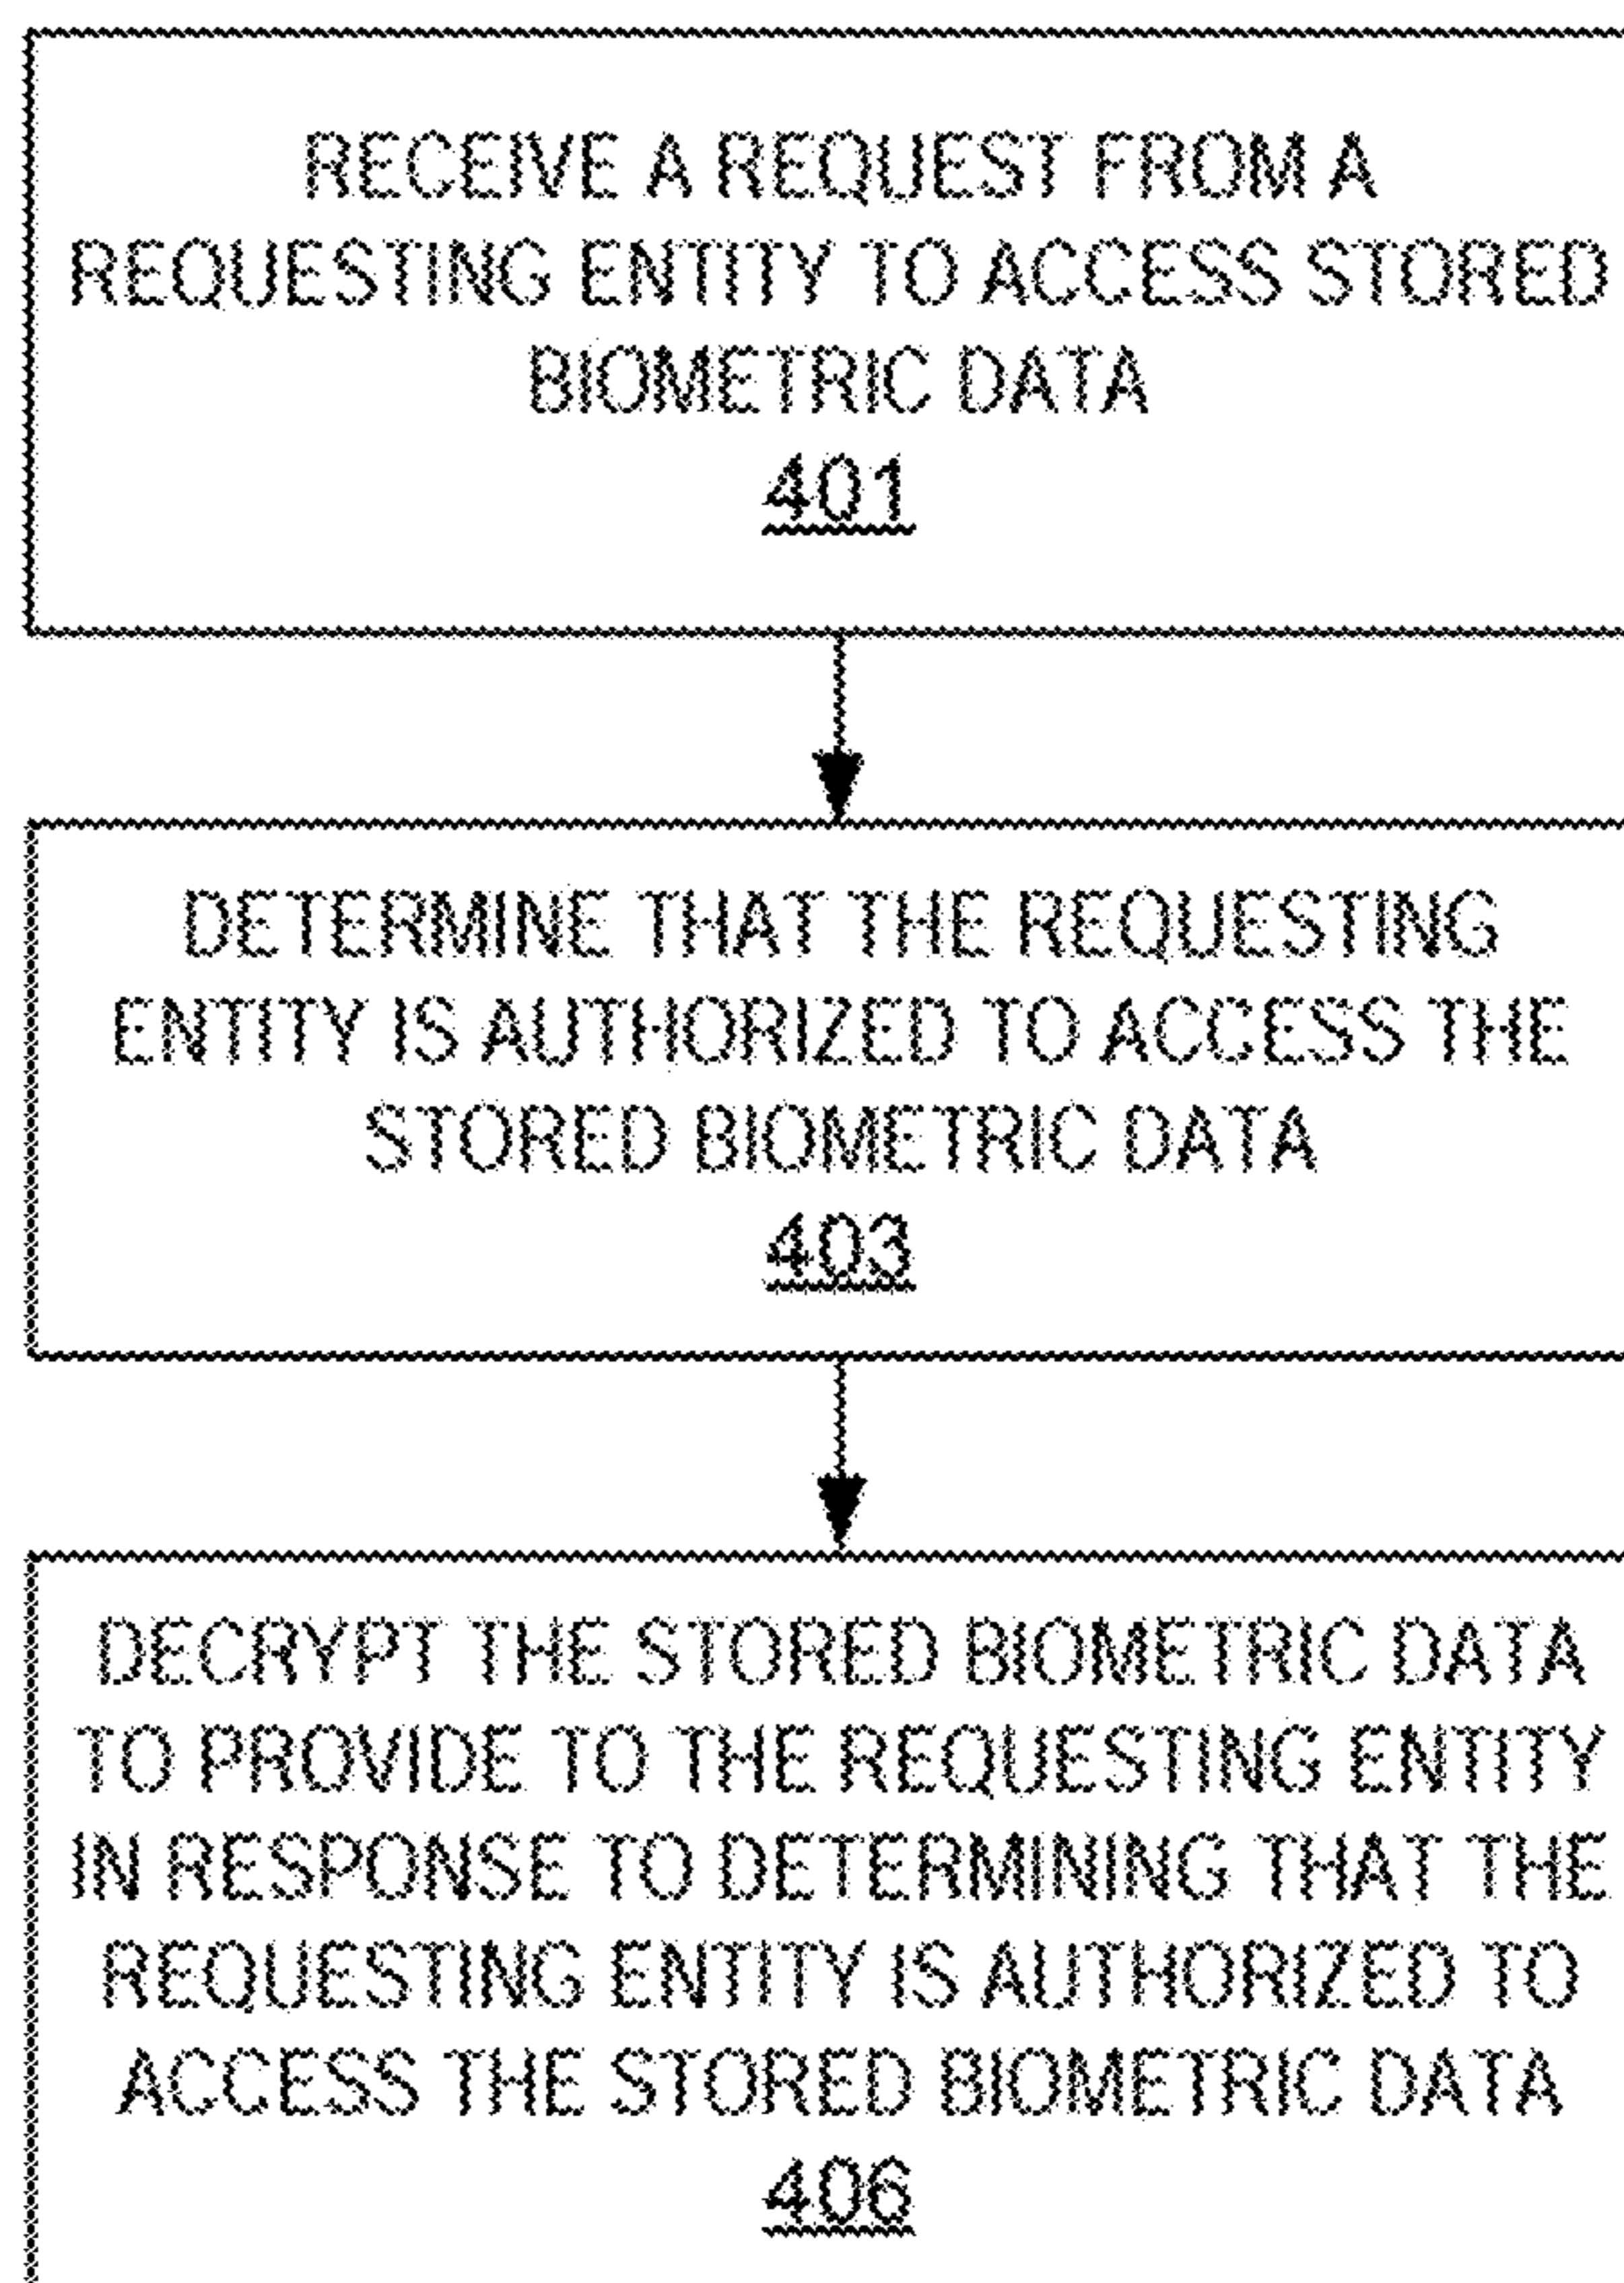 RECEIVE A REQUEST FROM A
REQUESTING ENTITY TO ACCESS STORED
BIOMETRIC DATA
401
DETERMINE THAT THE REQUESTING
ENTITY IS AUTHORIZED TO ACCESS THE
STORED BIOMETRIC DATA
403
DECRYPT THE STORED BIOMETRIC DATA
TO PROVIDE TO THE REQUESTING ENTITY
IN RESPONSE TO DETERMINING THAT THE
REQUESTING ENTITY IS AUTHORIZED TO
ACCESS THE STORED BIOMETRIC DATA
406